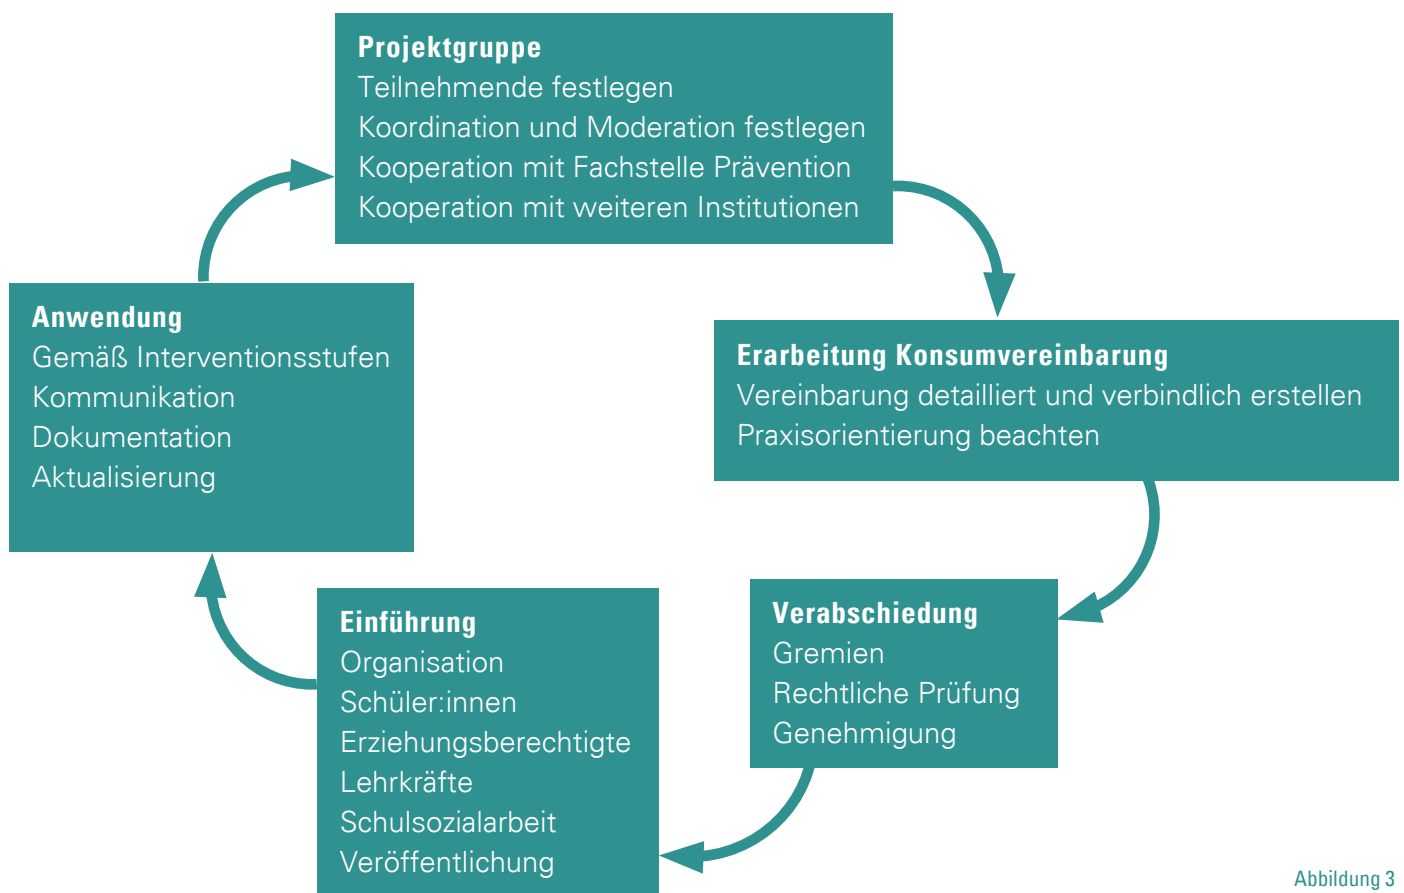 Projektgruppe
Teilnehmende festlegen
Koordination und Moderation festlegen
Kooperation mit Fachstelle Prävention
Kooperation mit weiteren Institutionen
Erarbeitung Konsumvereinbarung
Vereinbarung detailliert und verbindlich erstellen
Praxisorientierung beachten
Verabschiedung
Gremien
Rechtliche Prüfung
Genehmigung
Einführung
Organisation
Schüler:innen
Erziehungsberechtigte
Lehrkräfte
Schulsozialarbeit
Veröffentlichung
Anwendung
Gemäß Interventionsstufen
Kommunikation
Dokumentation
Aktualisierung
Abbildung 3